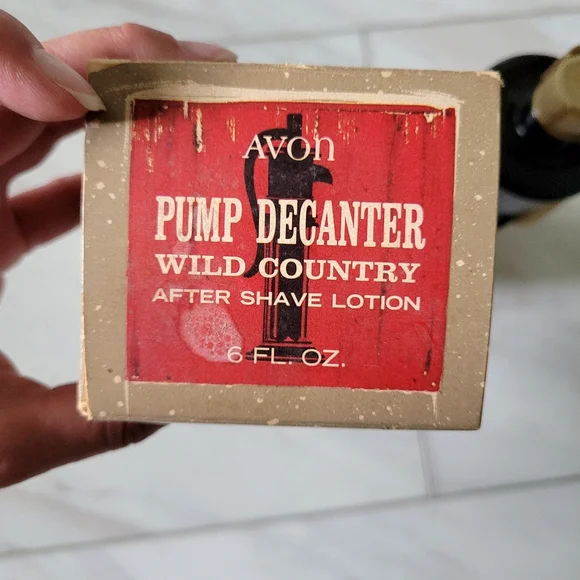 AVON
PUMP DECANTER
WILD COUNTRY
AFTER SHAVE LOTION
6 FL. OZ.